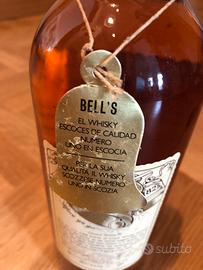 BELL'S
EL WHISKY
ESCOCES DE CALIDAD
NUMERO
UNO EN ESCOCIA
PER LA SUA
QUALITÀ IL WHISKY
SCOZZESE NUMERO
UNO IN SCOZIA
subito